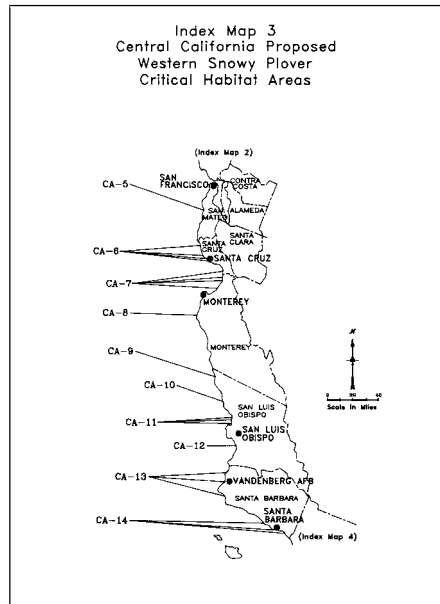 Index Map 3
Central California Proposed
Western Snowy Plover
Critical Habitat Areas
(Index Map 2)
SAN
FRANCISCO
CONTRA
COSTA
CA-5
SAN
MATEO
ALAMEDA
SANTA
CLARA
CA-6
SANTA
CRUZ
SANTA CRUZ
CA-7
MONTEREY
CA-8
MONTEREY
N
CA-9
CA-10
0 20 40
Scale in Miles
SAN LUIS
OBISPO
CA-11
SAN LUIS
OBISPO
CA-12
CA-13
VANDENBERG AFB
SANTA BARBARA
CA-14
SANTA
BARBARA
(Index Map 4)